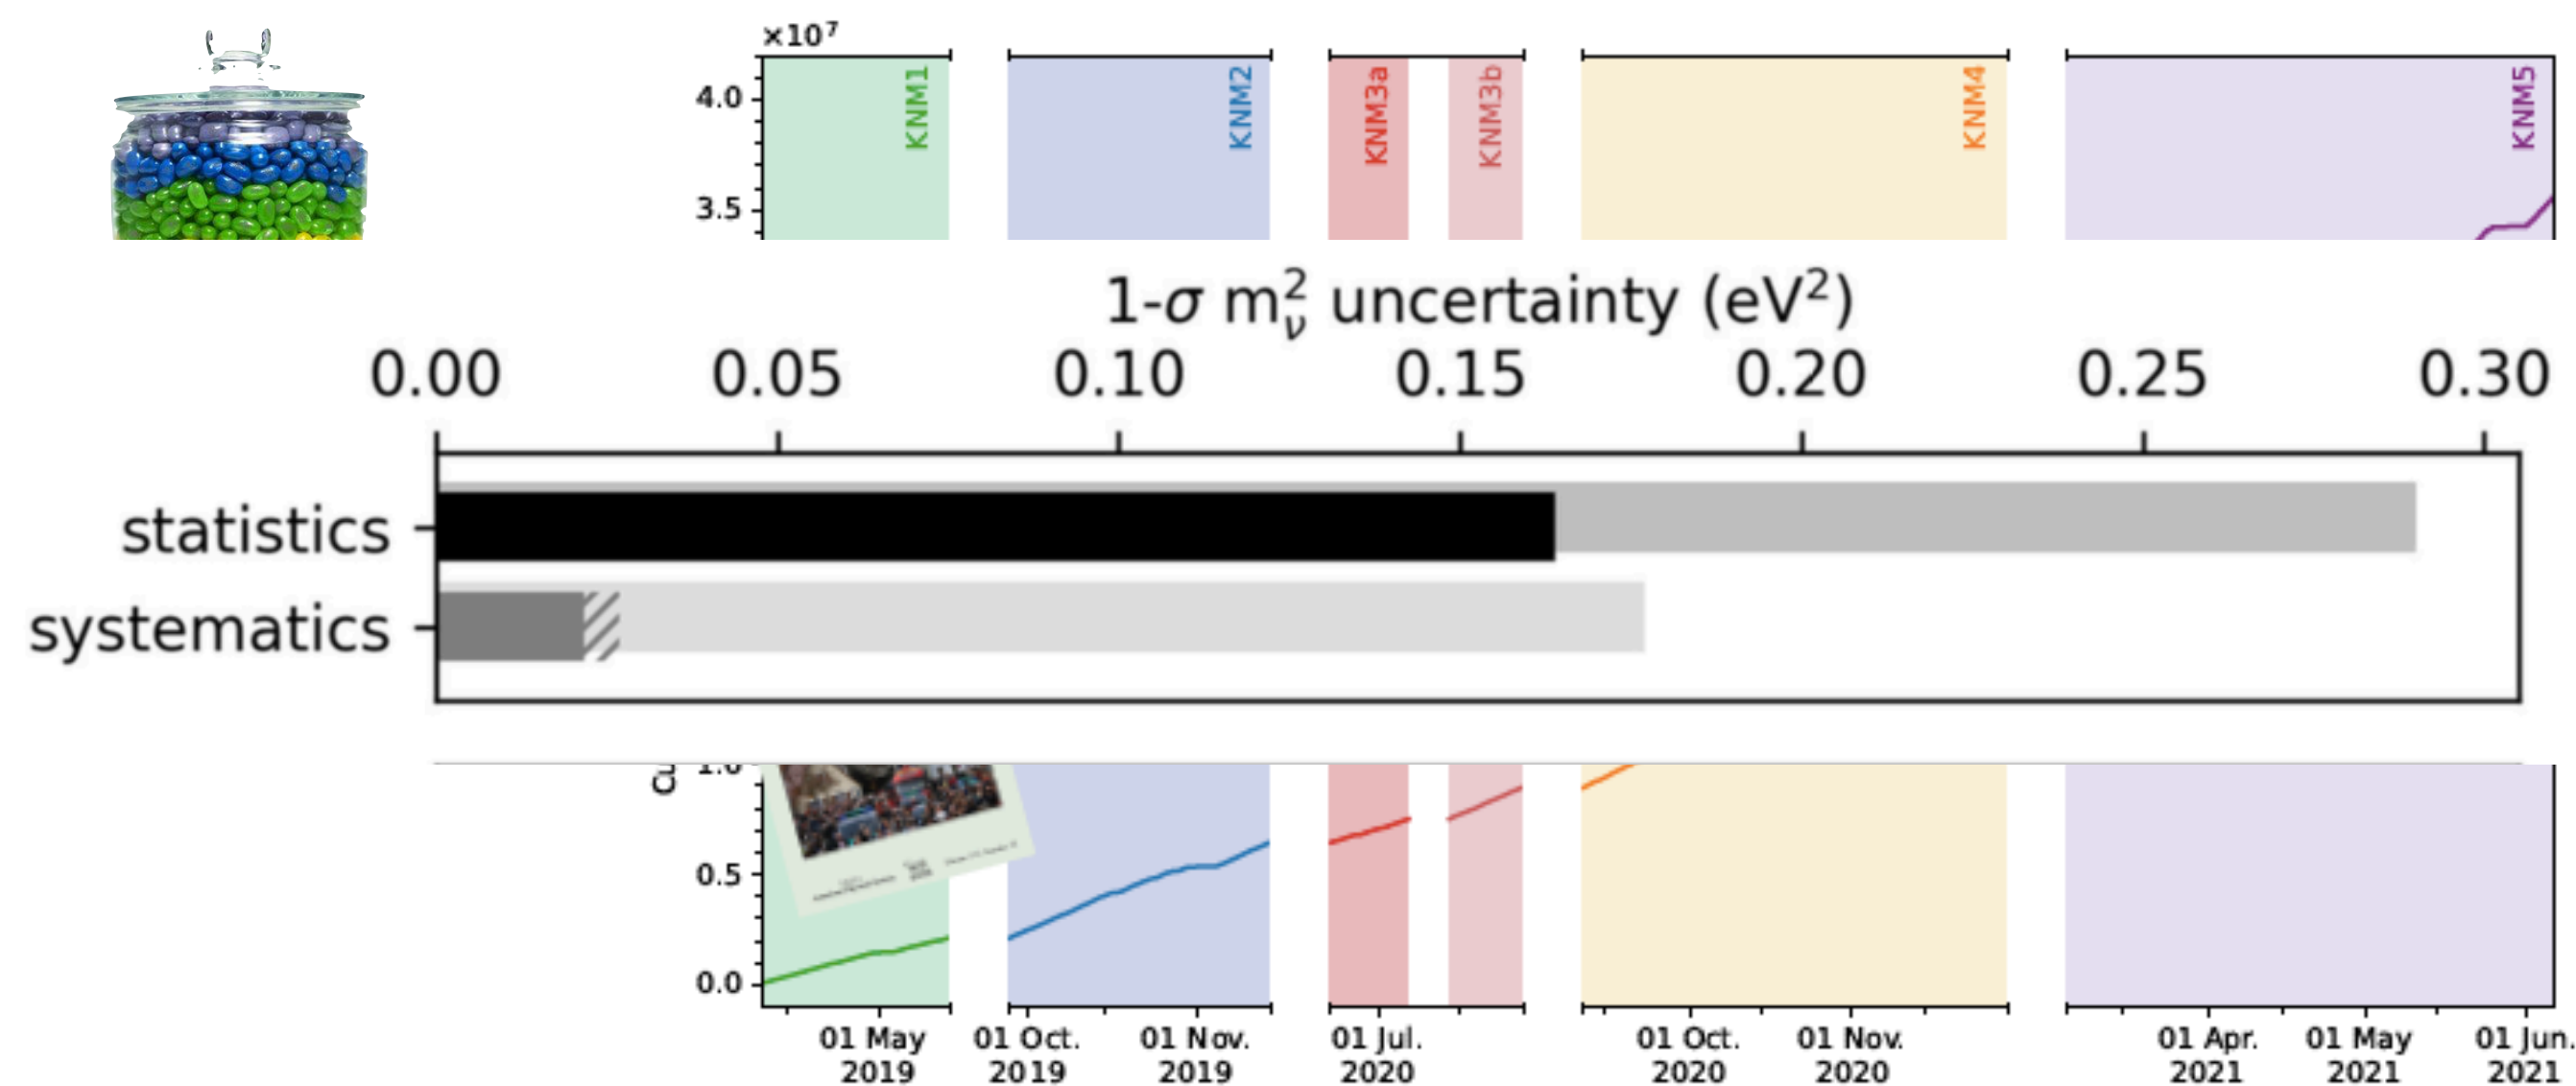 ×10⁷
4.0
3.5
KNM1
KNM2
KNM3a
KNM3b
KNM4
KNM5
1-σ m²ᵥ uncertainty (eV²)
0.00 0.05 0.10 0.15 0.20 0.25 0.30
statistics
systematics
0.5
0.0
01 May 01 Oct. 01 Nov. 01 Jul. 01 Oct. 01 Nov. 01 Apr. 01 May 01 Jun.
2019 2019 2019 2020 2020 2020 2021 2021 2021